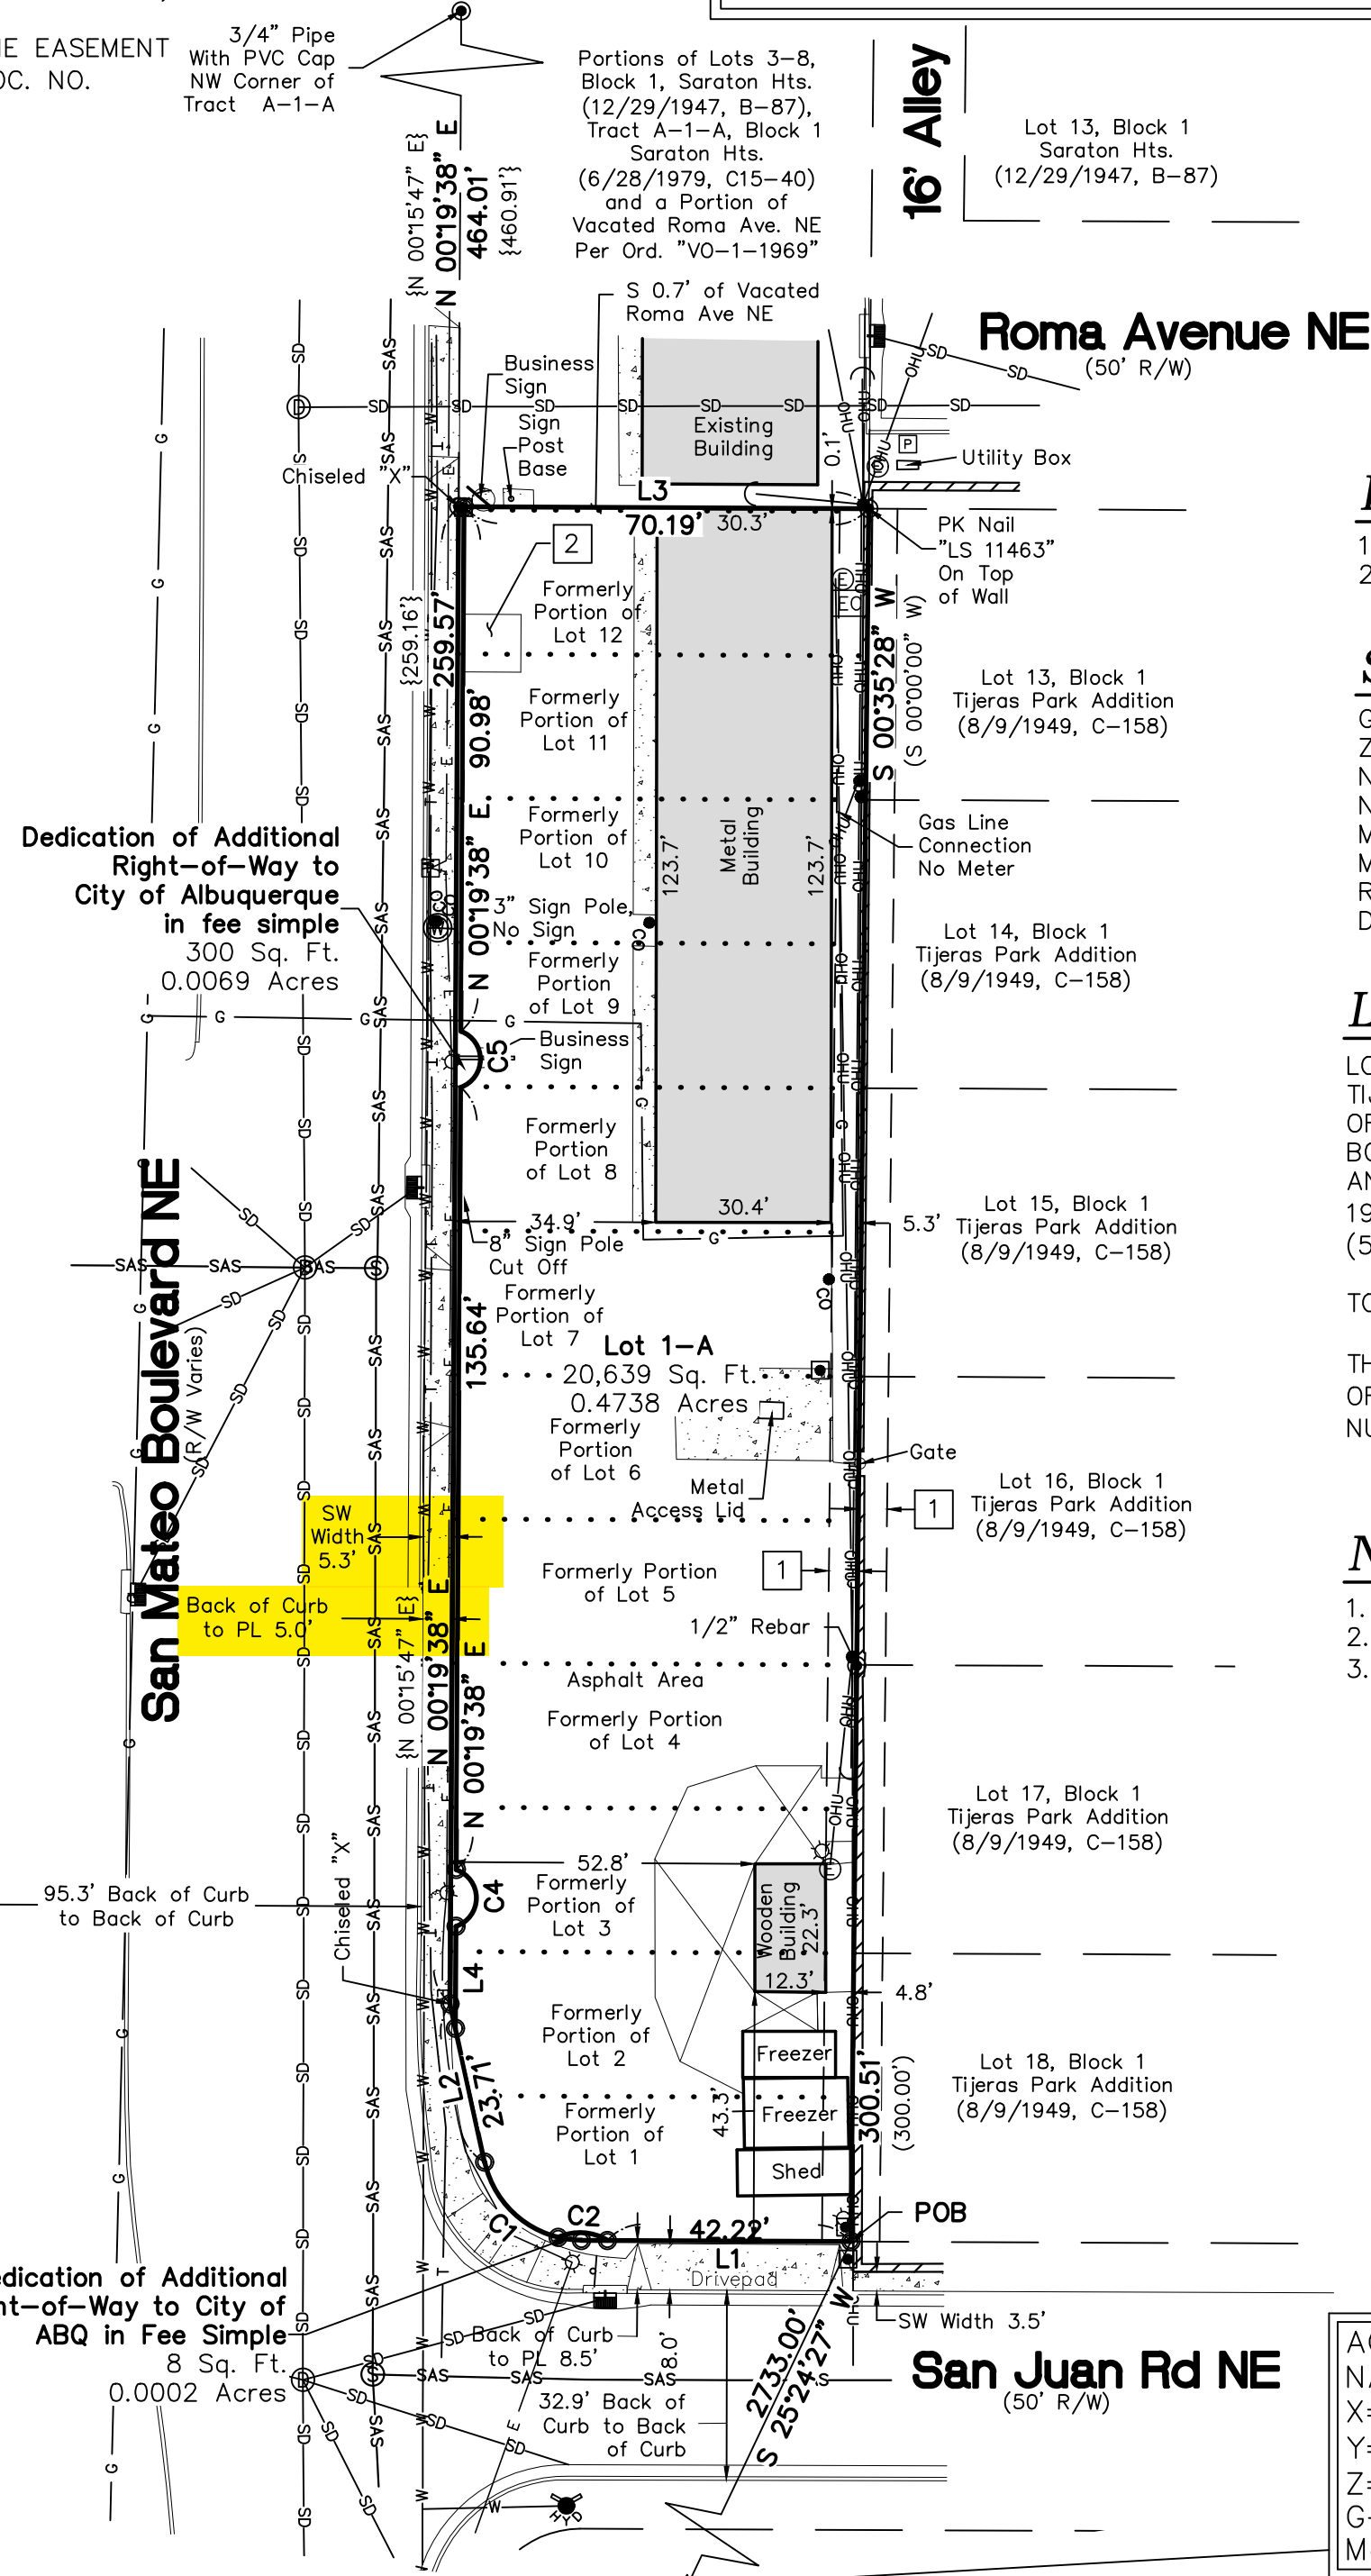 IE EASEMENT
OC. NO.
3/4" Pipe
With PVC Cap
NW Corner of
Tract A-1-A
Portions of Lots 3-8,
Block 1, Saraton Hts.
(12/29/1947, B-87),
Tract A-1-A, Block 1
Saraton Hts.
(6/28/1979, C15-40)
and a Portion of
Vacated Roma Ave. NE
Per Ord. "VO-1-1969"
16' Alley
Lot 13, Block 1
Saraton Hts.
(12/29/1947, B-87)
{N 00°15'47" E}
N 00°19'38" E
464.01'
{460.91'}
S 0.7' of Vacated
Roma Ave NE
Roma Avenue NE
(50' R/W)
Business
Sign
Sign
Post
Base
Existing
Building
0.1'
Utility Box
Chiseled "X"
L3
70.19'
30.3'
PK Nail
"LS 11463"
On Top
of Wall
2
Formerly
Portion of
Lot 12
{259.16'}
259.57'
S 00°35'28" W
(S 00°00'00" W)
Lot 13, Block 1
Tijeras Park Addition
(8/9/1949, C-158)
Formerly
Portion of
Lot 11
N 00°19'38" E 90.98'
Formerly
Portion of
Lot 10
Metal
Building
123.7'
123.7'
Gas Line
Connection
No Meter
Dedication of Additional
Right-of-Way to
City of Albuquerque
in fee simple
300 Sq. Ft.
0.0069 Acres
3" Sign Pole,
No Sign
Lot 14, Block 1
Tijeras Park Addition
(8/9/1949, C-158)
Formerly
Portion
of Lot 9
C5
Business
Sign
Formerly
Portion
of Lot 8
San Mateo Boulevard NE
(R/W Varies)
34.9'
30.4'
5.3'
Lot 15, Block 1
Tijeras Park Addition
(8/9/1949, C-158)
8" Sign Pole
Cut Off
Formerly
Portion of
Lot 7
135.64'
Lot 1-A
20,639 Sq. Ft.
0.4738 Acres
Formerly
Portion
of Lot 6
Gate
Metal
Access Lid
Lot 16, Block 1
Tijeras Park Addition
(8/9/1949, C-158)
1
1
SW
Width
5.3'
Back of Curb
to PL 5.0'
Formerly Portion
of Lot 5
1/2" Rebar
{N 00°15'47" E}
N 00°19'38" E
N 00°19'38" E
Asphalt Area
Formerly Portion
of Lot 4
Lot 17, Block 1
Tijeras Park Addition
(8/9/1949, C-158)
52.8'
Formerly
Portion of
Lot 3
C4
Wooden
Building
22.3'
12.3'
95.3' Back of Curb
to Back of Curb
Chiseled "X"
L4
4.8'
Formerly
Portion of
Lot 2
Freezer
Freezer
Shed
43.3'
Lot 18, Block 1
Tijeras Park Addition
(8/9/1949, C-158)
300.51'
(300.00')
L2
23.71'
Formerly
Portion of
Lot 1
C1
C2
42.22'
L1
Drivepad
POB
edication of Additional
ht-of-Way to City of
ABQ in Fee Simple
8 Sq. Ft.
0.0002 Acres
Back of Curb
to PL 8.5'
8.0'
SW Width 3.5'
San Juan Rd NE
(50' R/W)
32.9' Back of
Curb to Back
of Curb
2733.00'
S 25°24'27" W
HYD